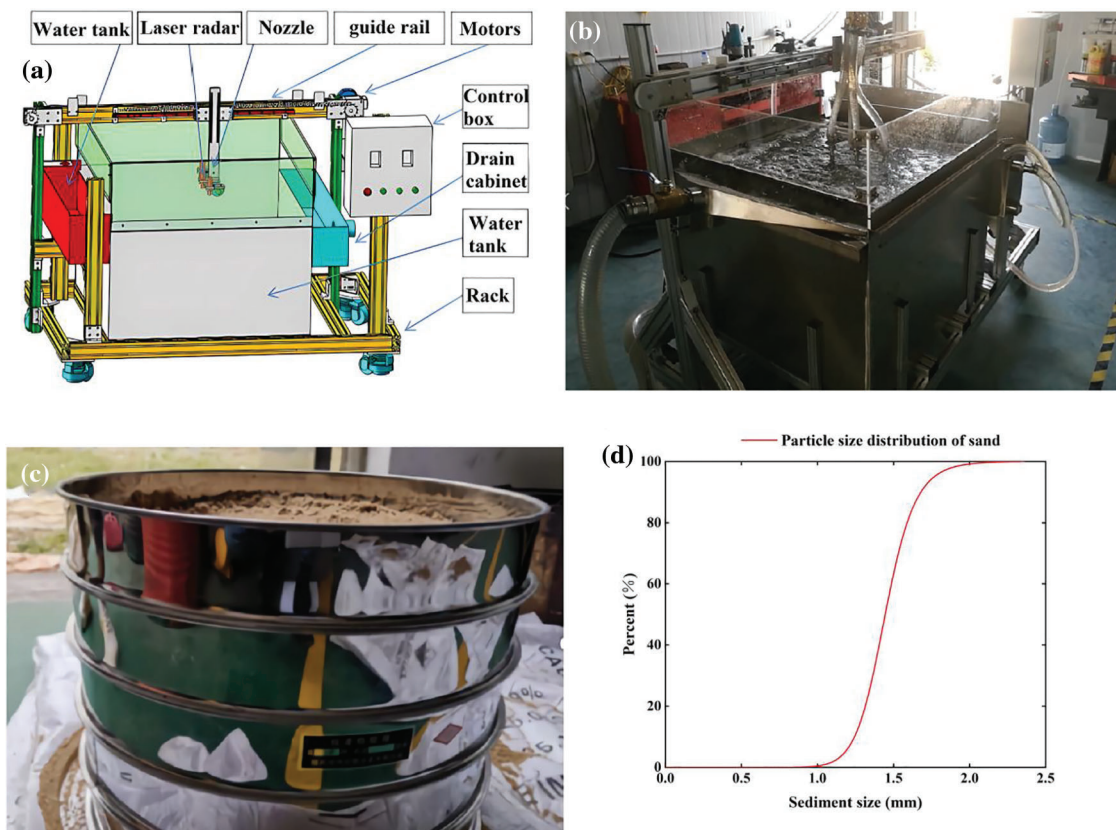 Water tank
Laser radar
Nozzle
guide rail
Motors
(a)
Control
box
Drain
cabinet
Water
tank
Rack
(b)
(c)
(d)
Particle size distribution of sand
100
80
60
40
20
0
Percent (%)
0.0
0.5
1.0
1.5
2.0
2.5
Sediment size (mm)